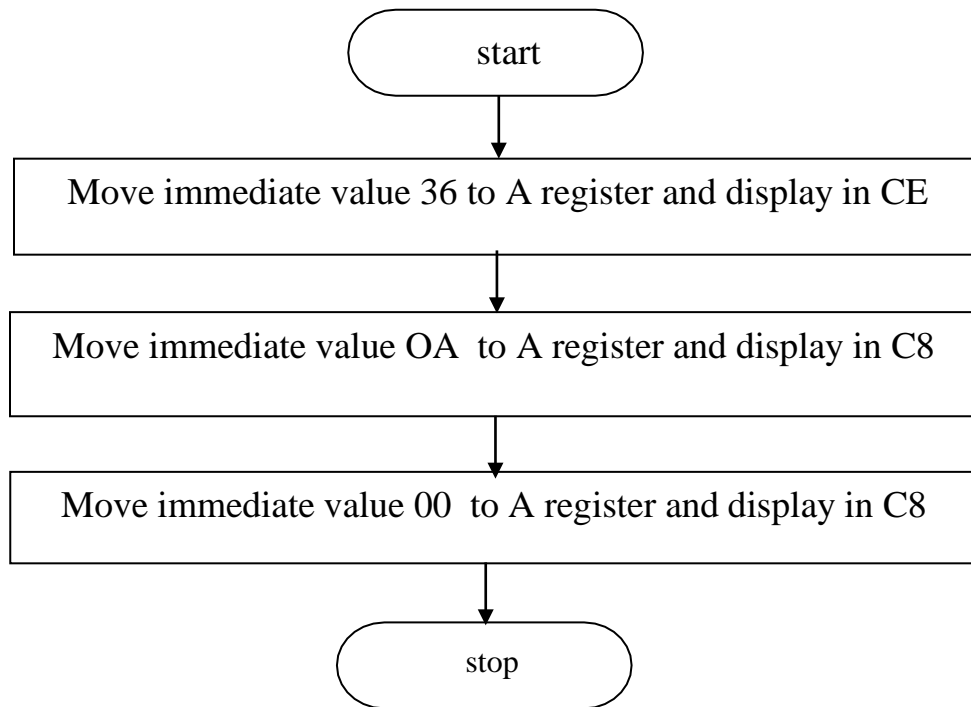 start
Move immediate value 36 to A register and display in CE
Move immediate value OA to A register and display in C8
Move immediate value 00 to A register and display in C8
stop